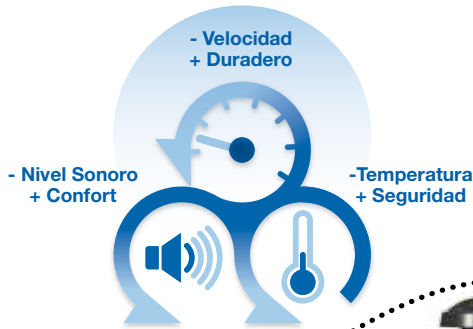 - Velocidad
+ Duradero
- Nivel Sonoro
+ Confort
-Temperatura
+ Seguridad